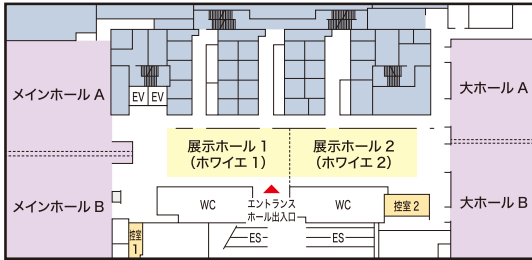 メインホール A
大ホール A
EV
EV
展示ホール 1
(ホワイエ 1)
展示ホール 2
(ホワイエ 2)
メインホール B
大ホール B
WC
エントランス
ホール出入口
WC
控室 2
控室
1
ES
ES